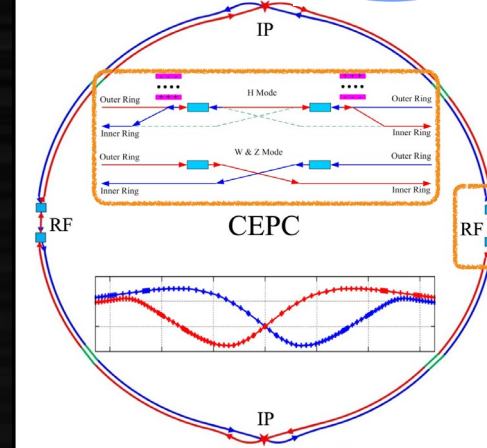 IP
H Mode
Outer Ring
Outer Ring
Inner Ring
Inner Ring
Outer Ring
W & Z Mode
Outer Ring
Inner Ring
Inner Ring
RF
CEPC
RF
IP